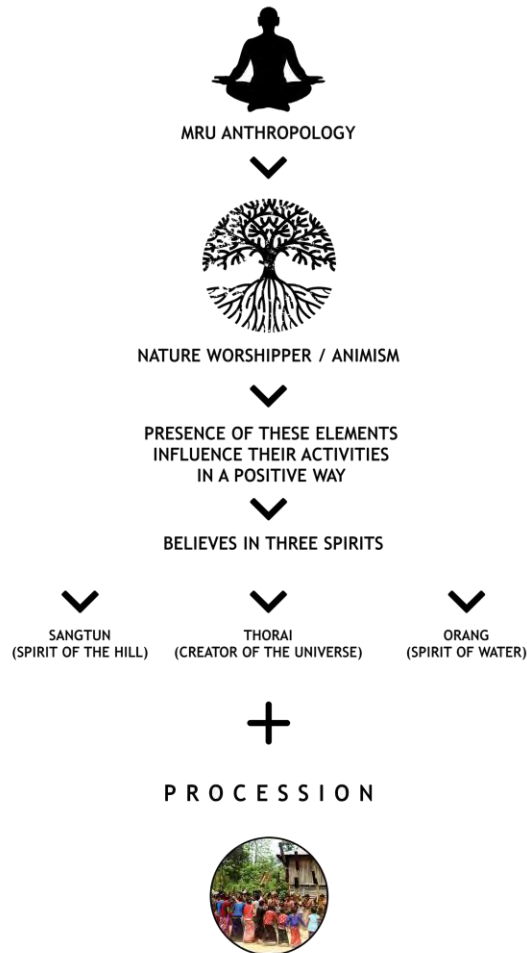 MRU ANTHROPOLOGY
NATURE WORSHIPPER / ANIMISM
PRESENCE OF THESE ELEMENTS
INFLUENCE THEIR ACTIVITIES
IN A POSITIVE WAY
BELIEVES IN THREE SPIRITS
SANGTUN
(SPIRIT OF THE HILL)
THORAI
(CREATOR OF THE UNIVERSE)
ORANG
(SPIRIT OF WATER)
+
PROCESSION